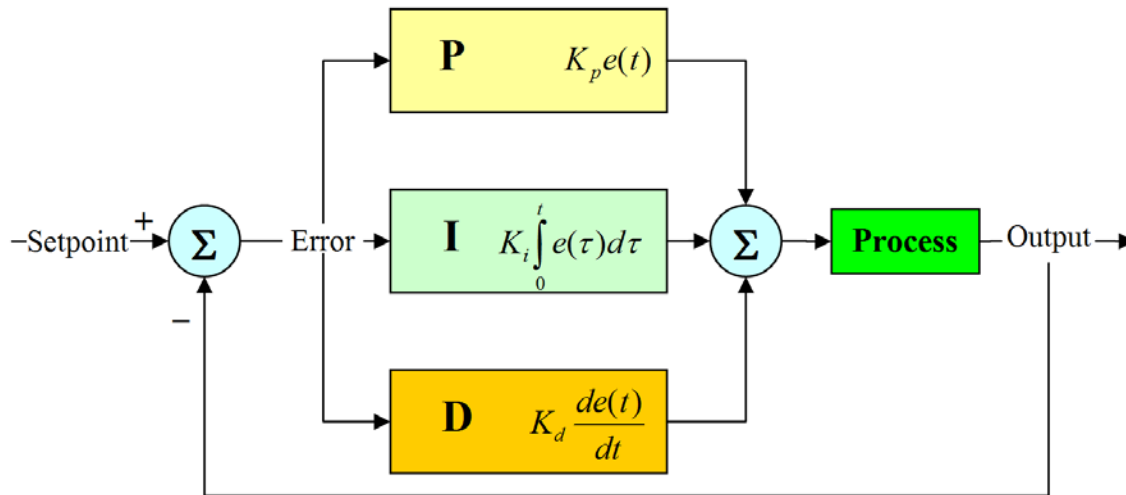 P K_p e(t)
+
Setpoint Σ Error I K_i ∫_0^t e(τ)dτ Σ Process Output
−
D K_d de(t)/dt